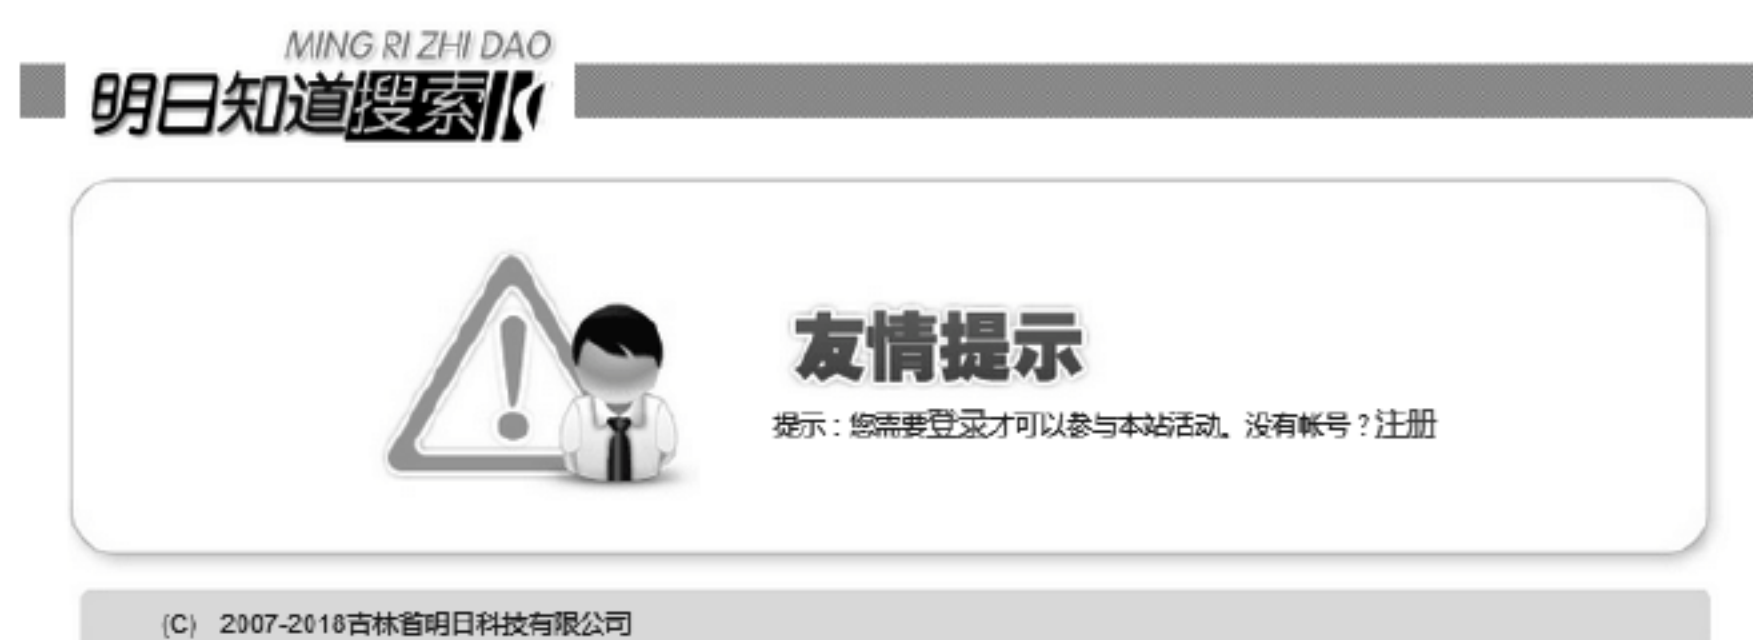 MING RI ZHI DAO
明日知道搜索
友情提示
提示：您需要登录才可以参与本站活动。没有帐号？注册
(C) 2007-2018吉林省明日科技有限公司